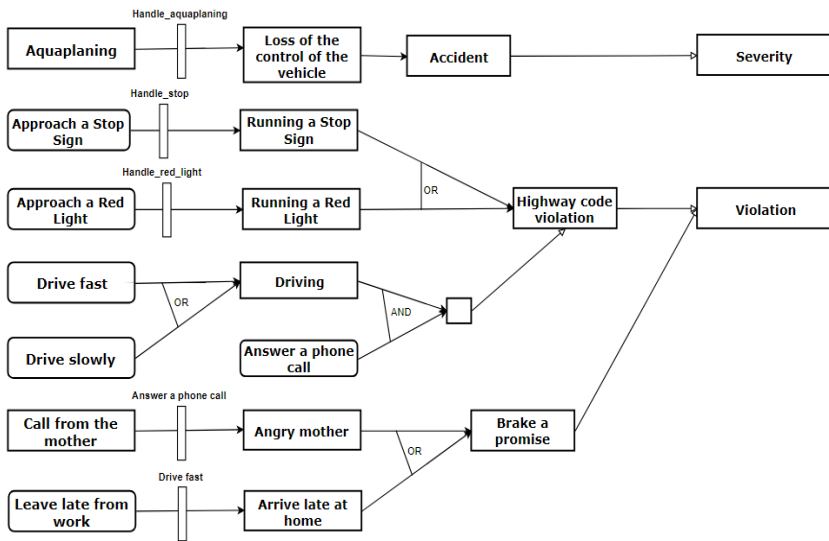 Handle_aquaplaning
Aquaplaning
Loss of the
control of the
vehicle
Accident
Severity
Handle_stop
Approach a Stop
Sign
Running a Stop
Sign
Handle_red_light
OR
Approach a Red
Light
Running a Red
Light
Highway code
violation
Violation
Drive fast
OR
Driving
AND
Drive slowly
Answer a phone
call
Answer a phone call
Call from the
mother
Angry mother
OR
Brake a
promise
Drive fast
Leave late from
work
Arrive late at
home